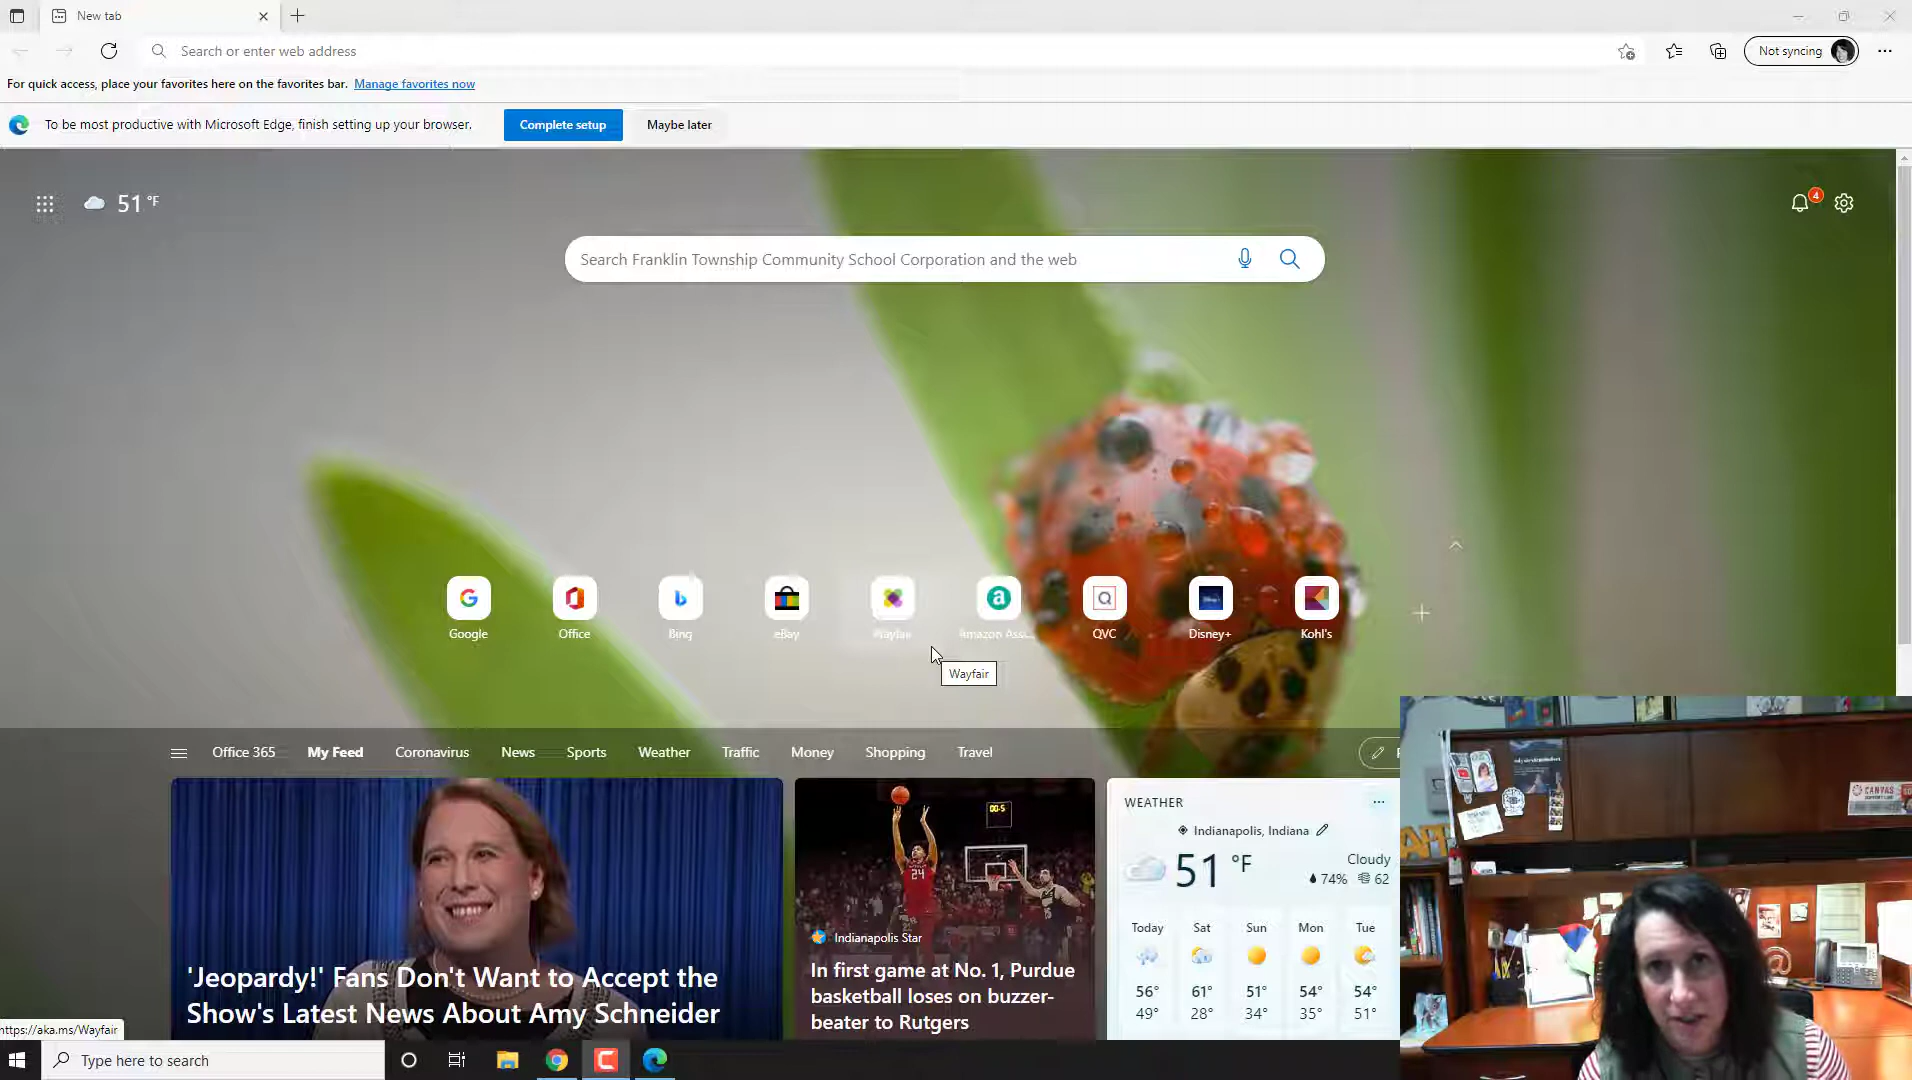 New tab
Search or enter web address
Not syncing
For quick access, place your favorites here on the favorites bar. Manage favorites now
To be most productive with Microsoft Edge, finish setting up your browser.
Complete setup
Maybe later
51 °F
4
Search Franklin Township Community School Corporation and the web
Google
Office
Bing
eBay
Wayfair
Amazon Ass...
QVC
Disney+
Kohl's
Wayfair
Office 365
My Feed
Coronavirus
News
Sports
Weather
Traffic
Money
Shopping
Travel
24
Indianapolis Star
'Jeopardy!' Fans Don't Want to Accept the
Show's Latest News About Amy Schneider
In first game at No. 1, Purdue
basketball loses on buzzer-
beater to Rutgers
WEATHER
Indianapolis, Indiana
51 °F
Cloudy
74% 62
Today Sat Sun Mon Tue
56° 61° 51° 54° 54°
49° 28° 34° 35° 51°
CANVAS
https://aka.ms/Wayfair
Type here to search